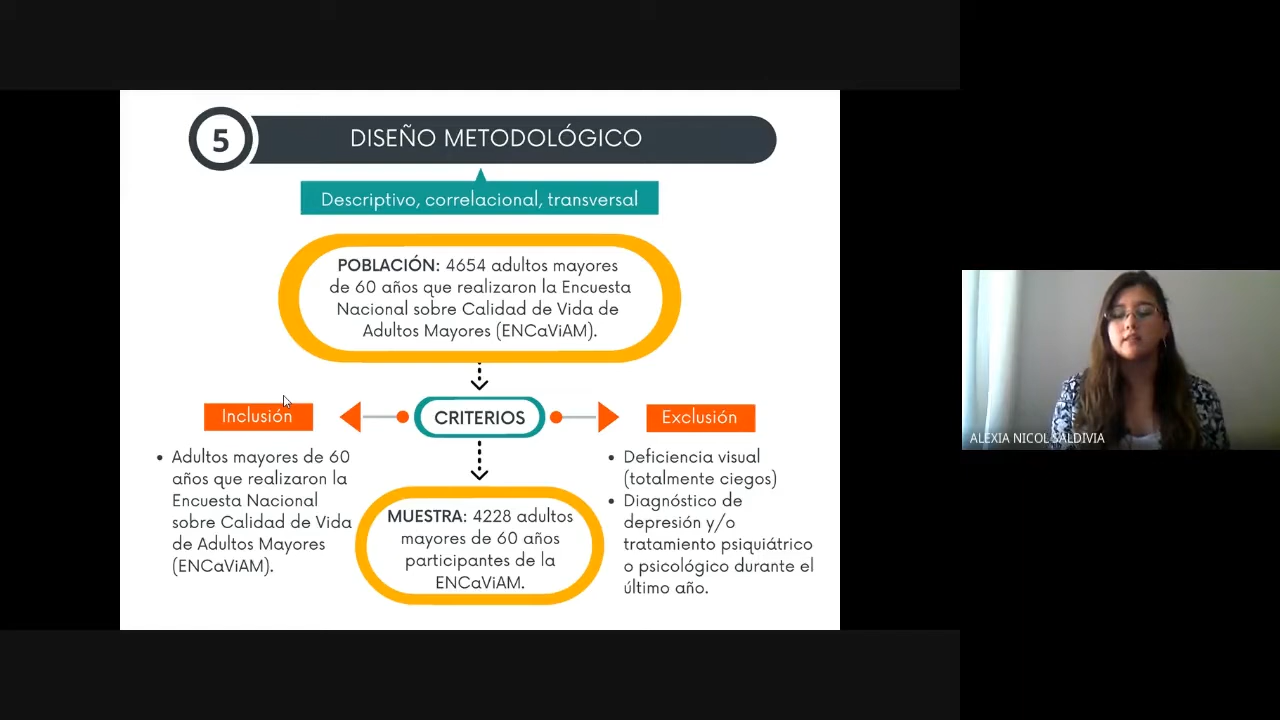 5
DISEÑO METODOLÓGICO
Descriptivo, correlacional, transversal
POBLACIÓN: 4654 adultos mayores
de 60 años que realizaron la Encuesta
Nacional sobre Calidad de Vida de
Adultos Mayores (ENCaViAM).
Inclusión
CRITERIOS
Exclusión
Adultos mayores de 60
años que realizaron la
Encuesta Nacional
sobre Calidad de Vida
de Adultos Mayores
(ENCaViAM).
MUESTRA: 4228 adultos
mayores de 60 años
participantes de la
ENCaViAM.
Deficiencia visual
(totalmente ciegos)
Diagnóstico de
depresión y/o
tratamiento psiquiátrico
o psicológico durante el
último año.
ALEXIA NICOL SALDIVIA